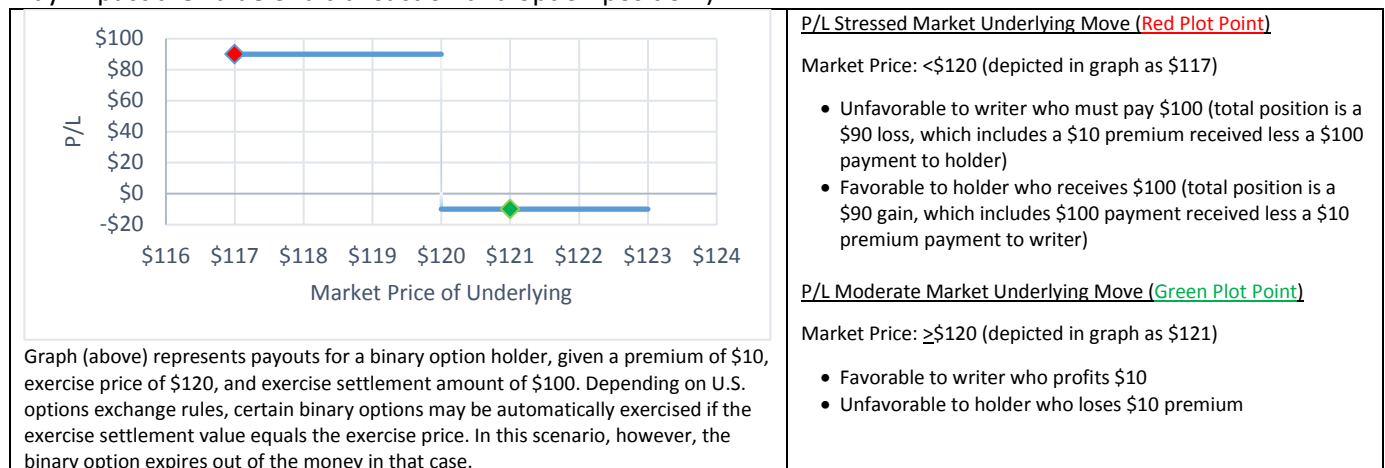 $100
$80
$60
$40
$20
$0
-$20
P/L
$116 $117 $118 $119 $120 $121 $122 $123 $124
Market Price of Underlying
Graph (above) represents payouts for a binary option holder, given a premium of $10,
exercise price of $120, and exercise settlement amount of $100. Depending on U.S.
options exchange rules, certain binary options may be automatically exercised if the
exercise settlement value equals the exercise price. In this scenario, however, the
binary option expires out of the money in that case.
P/L Stressed Market Underlying Move (Red Plot Point)
Market Price: <$120 (depicted in graph as $117)
• Unfavorable to writer who must pay $100 (total position is a
$90 loss, which includes a $10 premium received less a $100
payment to holder)
• Favorable to holder who receives $100 (total position is a
$90 gain, which includes $100 payment received less a $10
premium payment to writer)
P/L Moderate Market Underlying Move (Green Plot Point)
Market Price: >$120 (depicted in graph as $121)
• Favorable to writer who profits $10
• Unfavorable to holder who loses $10 premium